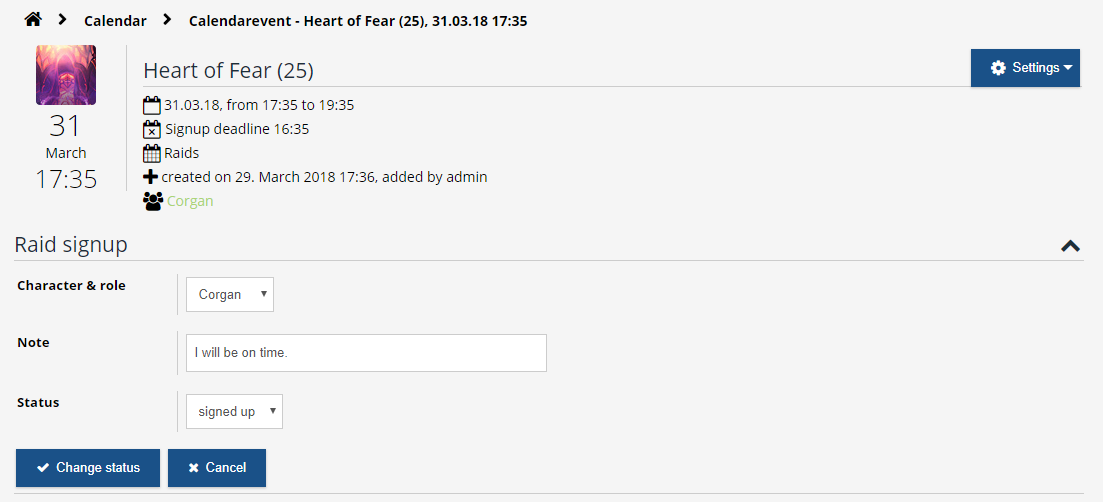 Calendar Calendarevent - Heart of Fear (25), 31.03.18 17:35
31
March
17:35
Heart of Fear (25)
Settings
31.03.18, from 17:35 to 19:35
Signup deadline 16:35
Raids
created on 29. March 2018 17:36, added by admin
Corgan
Raid signup
Character & role
Corgan
Note
I will be on time.
Status
signed up
Change status
Cancel